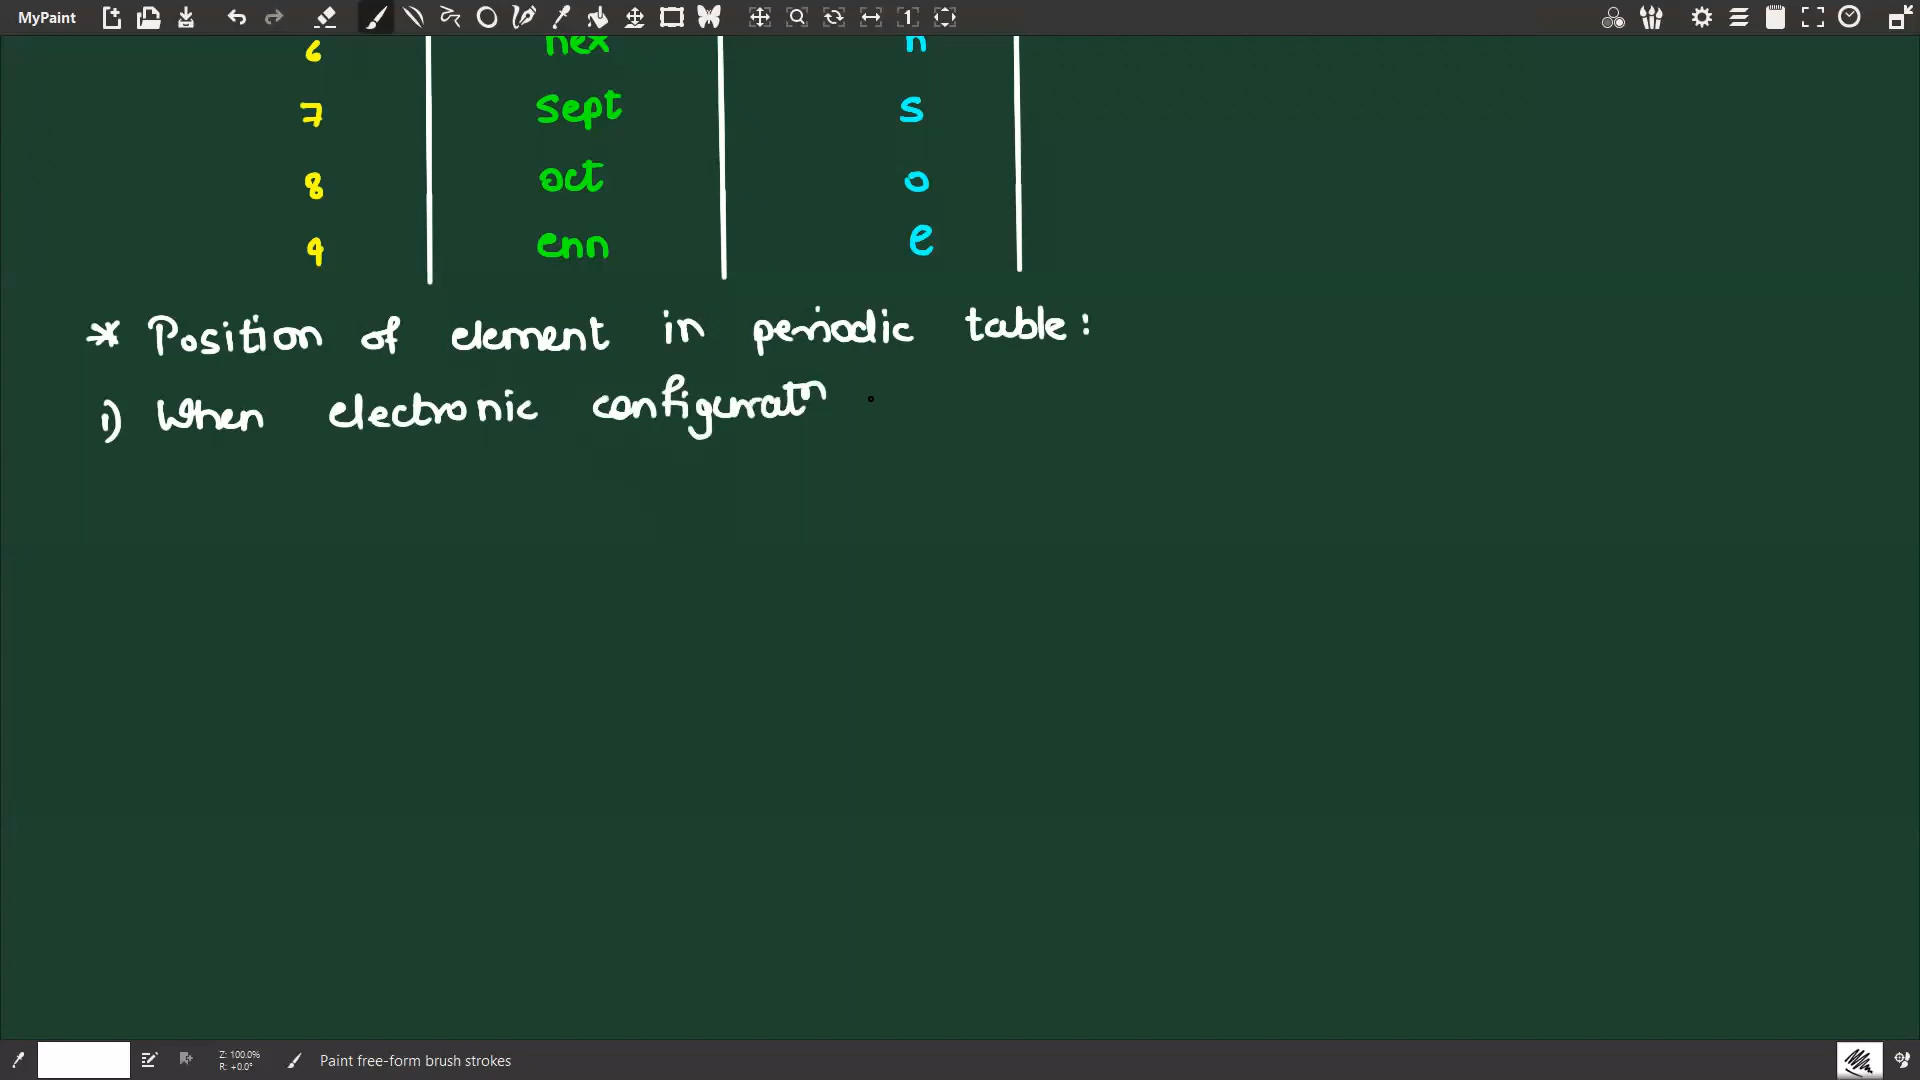 MyPaint
6 hex h
7 sept s
8 oct o
9 enn e
* Position of element in periodic table:
i) When electronic configuratn
Z: 100.0%
R: +0.0°
Paint free-form brush strokes